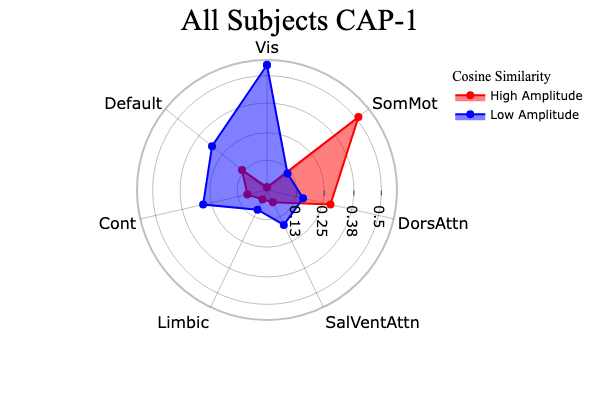 All Subjects CAP-1
Vis
Cosine Similarity
High Amplitude
Low Amplitude
Default
SomMot
0.13
0.25
0.38
0.5
Cont
DorsAttn
Limbic
SalVentAttn